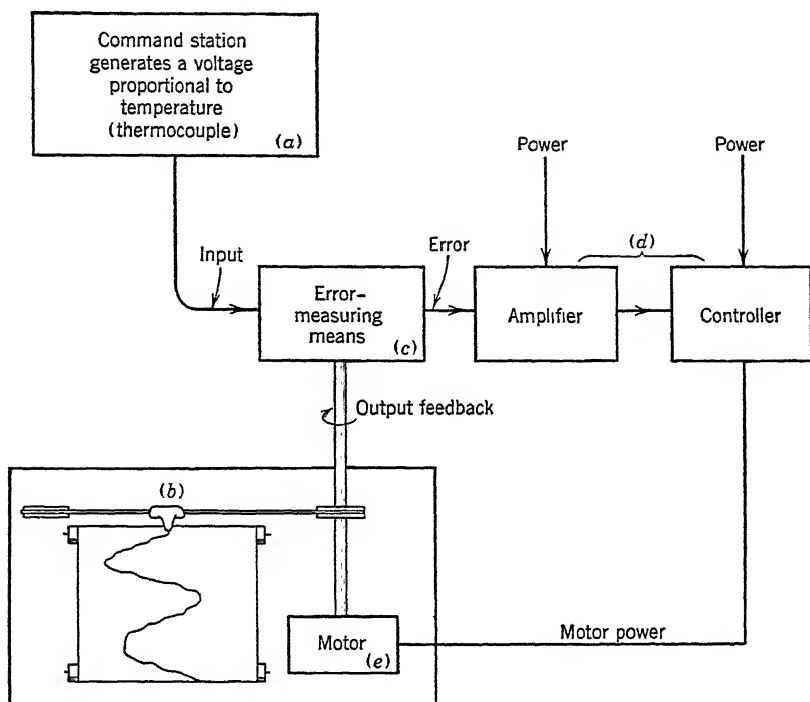 Command station
generates a voltage
proportional to
temperature
(thermocouple)
(a)
Power
Power
(d)
Input
Error
Error-
measuring
means
(c)
Amplifier
Controller
Output feedback
(b)
Motor
(e)
Motor power